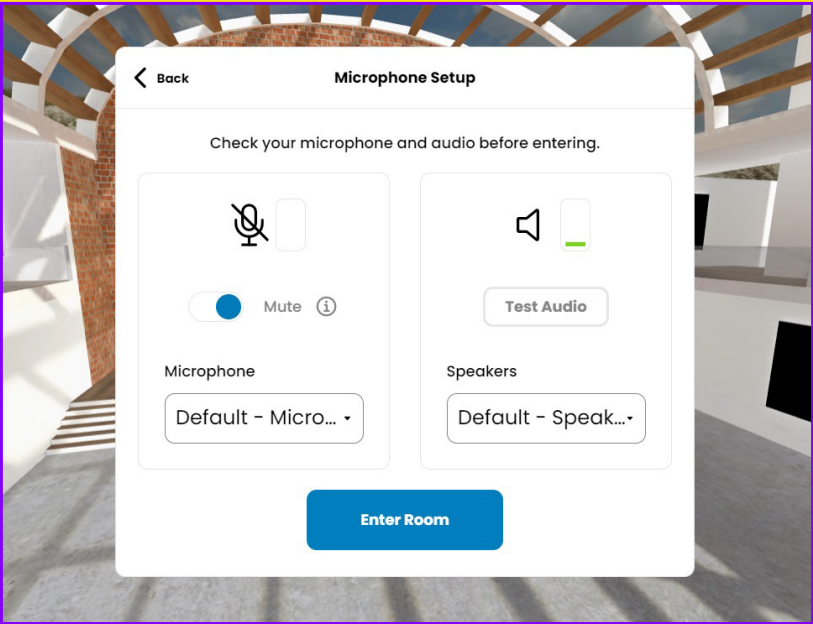 Back
Microphone Setup
Check your microphone and audio before entering.
Mute
Test Audio
Microphone
Speakers
Default - Micro...
Default - Speak...
Enter Room